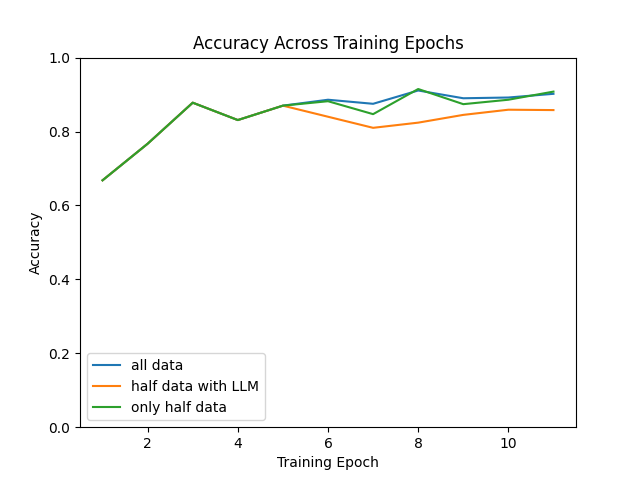 Accuracy Across Training Epochs
1.0
0.8
0.6
0.4
0.2
0.0
Accuracy
all data
half data with LLM
only half data
2 4 6 8 10
Training Epoch